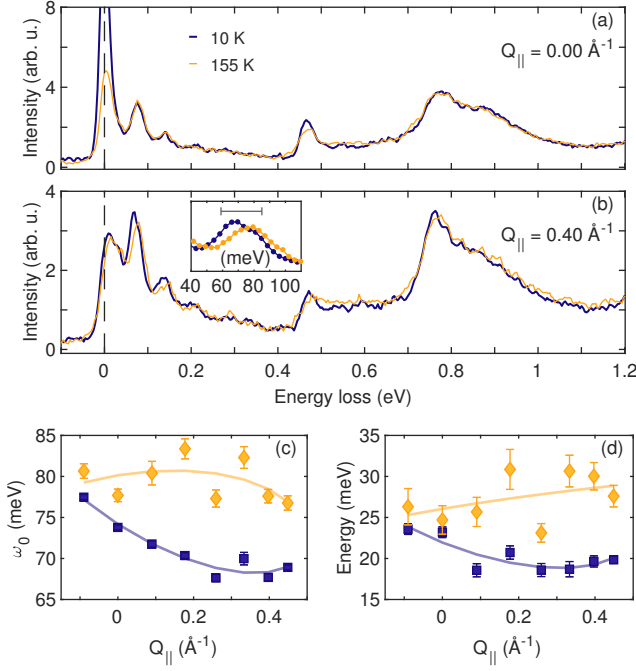 (a)
8
4
0
Intensity (arb. u.)
10 K
155 K
Q|| = 0.00 Å-1
(b)
4
2
0
Intensity (arb. u.)
(meV)
40 60 80 100
Q|| = 0.40 Å-1
0 0.2 0.4 0.6 0.8 1 1.2
Energy loss (eV)
(c)
85
80
75
70
65
ω0 (meV)
0 0.2 0.4
Q|| (Å-1)
(d)
35
30
25
20
15
Energy (meV)
0 0.2 0.4
Q|| (Å-1)